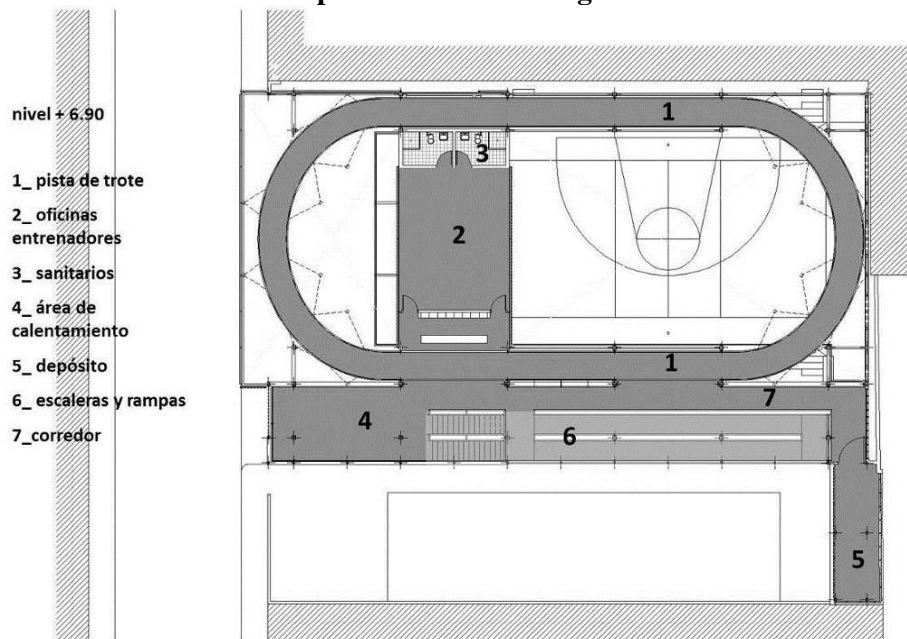 nivel + 6.90
1_ pista de trote
2_ oficinas
entrenadores
3_ sanitarios
4_ área de
calentamiento
5_ depósito
6_ escaleras y rampas
7_corredor
1
3
2
1
7
4
6
5